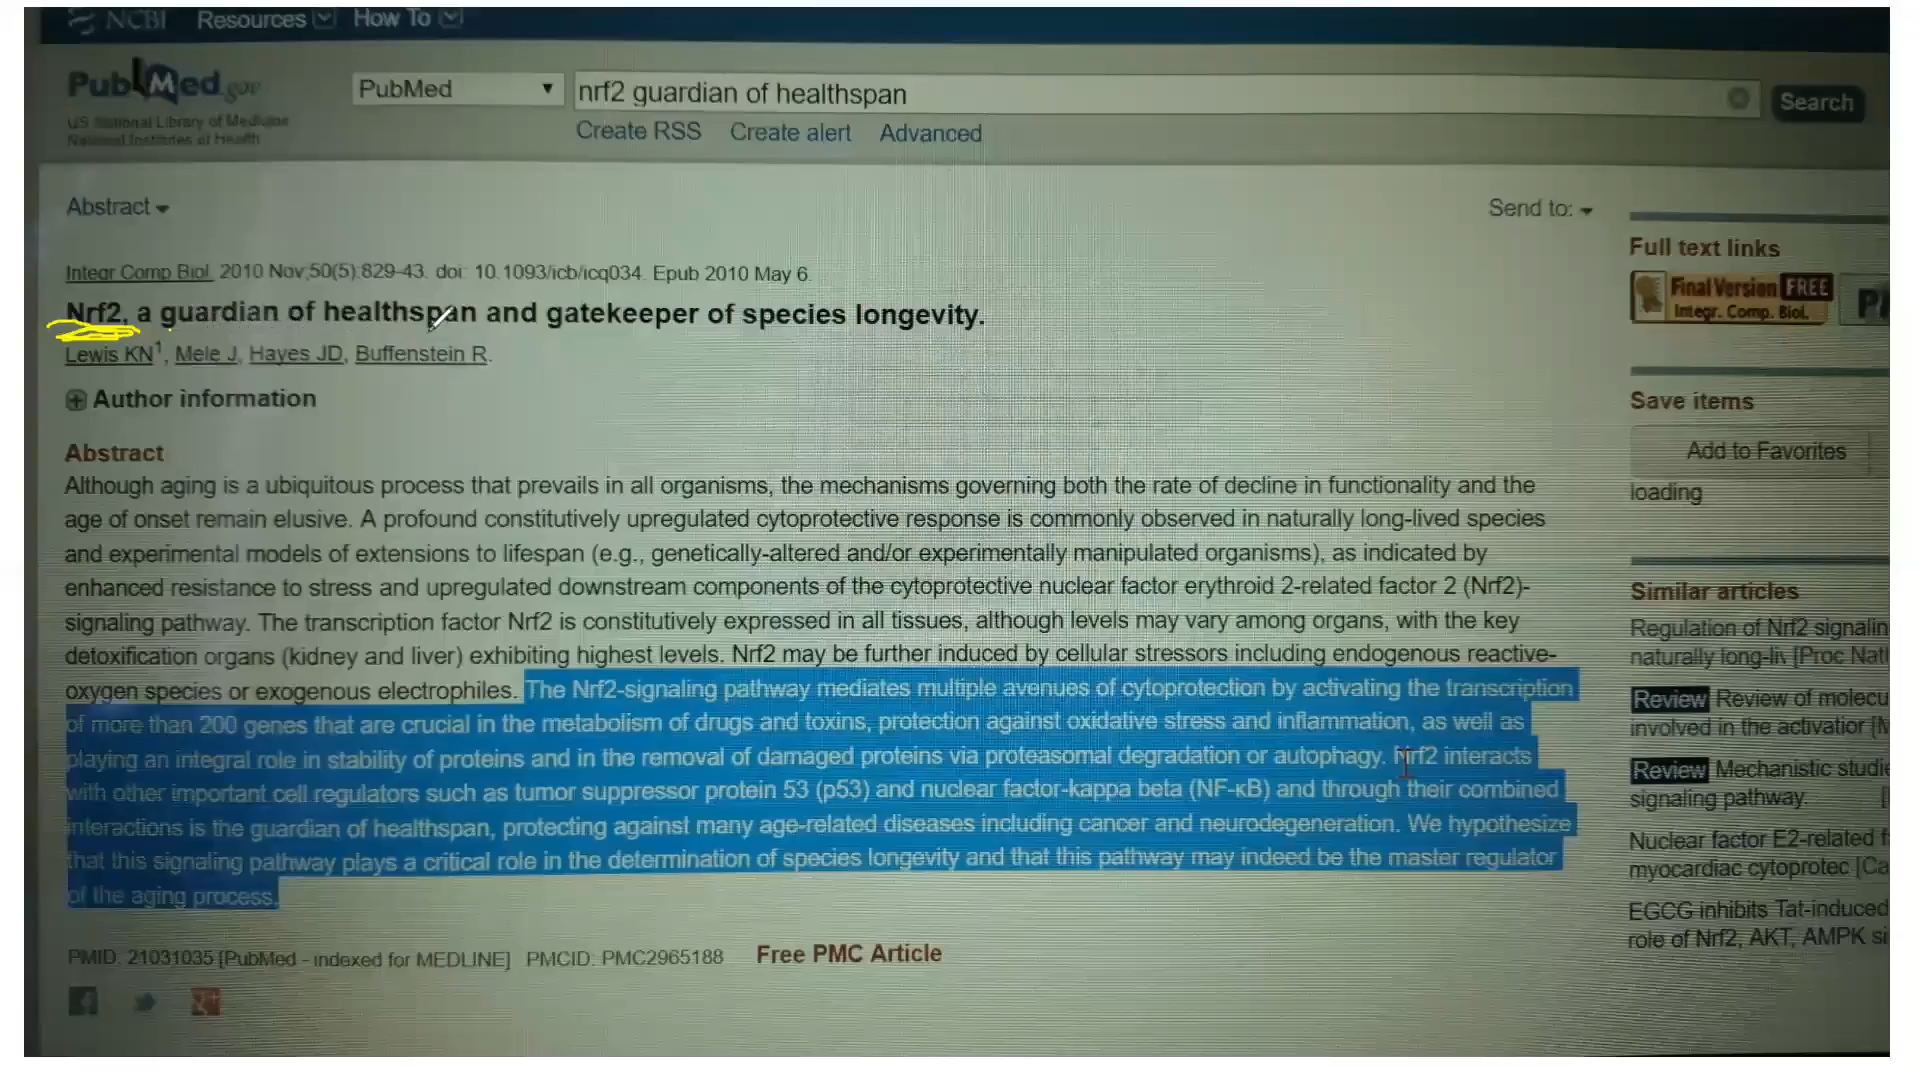 NCBI Resources How To
PubMed.gov
US National Library of Medicine
National Institutes of Health
PubMed
nrf2 guardian of healthspan
Search
Create RSS Create alert Advanced
Abstract
Send to:
Integr Comp Biol. 2010 Nov;50(5):829-43. doi: 10.1093/icb/icq034. Epub 2010 May 6.
Nrf2, a guardian of healthspan and gatekeeper of species longevity.
Lewis KN1, Mele J, Hayes JD, Buffenstein R.
Author information
Abstract
Although aging is a ubiquitous process that prevails in all organisms, the mechanisms governing both the rate of decline in functionality and the
age of onset remain elusive. A profound constitutively upregulated cytoprotective response is commonly observed in naturally long-lived species
and experimental models of extensions to lifespan (e.g., genetically-altered and/or experimentally manipulated organisms), as indicated by
enhanced resistance to stress and upregulated downstream components of the cytoprotective nuclear factor erythroid 2-related factor 2 (Nrf2)-
signaling pathway. The transcription factor Nrf2 is constitutively expressed in all tissues, although levels may vary among organs, with the key
detoxification organs (kidney and liver) exhibiting highest levels. Nrf2 may be further induced by cellular stressors including endogenous reactive-
oxygen species or exogenous electrophiles. The Nrf2-signaling pathway mediates multiple avenues of cytoprotection by activating the transcription
of more than 200 genes that are crucial in the metabolism of drugs and toxins, protection against oxidative stress and inflammation, as well as
playing an integral role in stability of proteins and in the removal of damaged proteins via proteasomal degradation or autophagy. Nrf2 interacts
with other important cell regulators such as tumor suppressor protein 53 (p53) and nuclear factor-kappa beta (NF-κB) and through their combined
interactions is the guardian of healthspan, protecting against many age-related diseases including cancer and neurodegeneration. We hypothesize
that this signaling pathway plays a critical role in the determination of species longevity and that this pathway may indeed be the master regulator
of the aging process.
PMID: 21031035 [PubMed - indexed for MEDLINE] PMCID: PMC2965188 Free PMC Article
Full text links
Final Version FREE
Integr. Comp. Biol.
Save items
Add to Favorites
loading
Similar articles
Regulation of Nrf2 signalin
naturally long-liv [Proc Natl
Review Review of molecu
involved in the activation [M
Review Mechanistic studie
signaling pathway. [
Nuclear factor E2-related f
myocardiac cytoprotec [Ca
EGCG inhibits Tat-induced
role of Nrf2, AKT, AMPK si